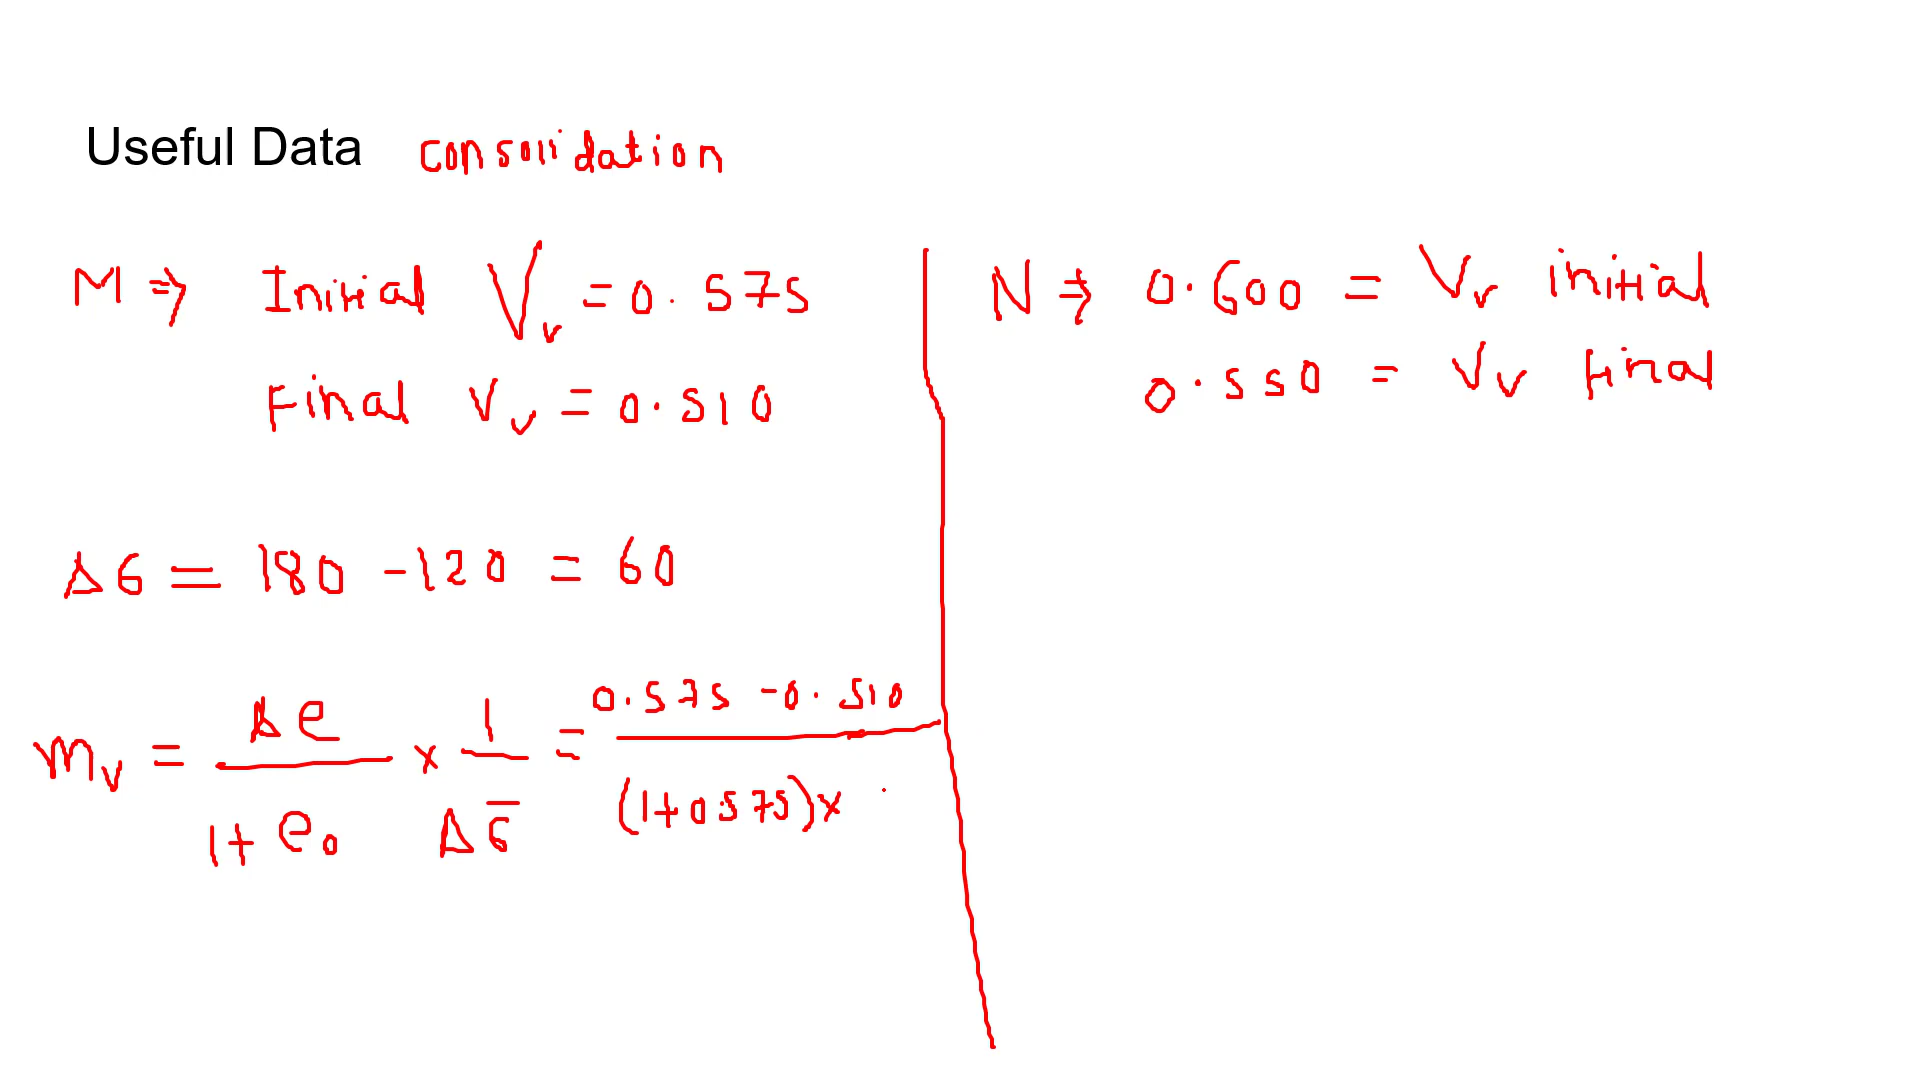 Useful Data consolidation
M ⇒ Initial Vv = 0.575
Final Vv = 0.510
Δσ = 180 - 120 = 60
mv = Δe / (1 + e0) × 1 / Δσ̅ = (0.575 - 0.510) / (1+0.575)×
N ⇒ 0.600 = Vv initial
0.550 = Vv final